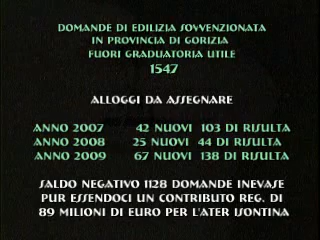 DOMANDE DI EDILIZIA SOVVENZIONATA
IN PROVINCIA DI GORIZIA
FUORI GRADUATORIA UTILE
1547
ALLOGGI DA ASSEGNARE
ANNO 2007 42 NUOVI 103 DI RISULTA
ANNO 2008 25 NUOVI 44 DI RISULTA
ANNO 2009 67 NUOVI 138 DI RISULTA
SALDO NEGATIVO 1128 DOMANDE INEVASE
PUR ESSENDOCI UN CONTRIBUTO REG. DI
89 MILIONI DI EURO PER L'ATER ISONTINA